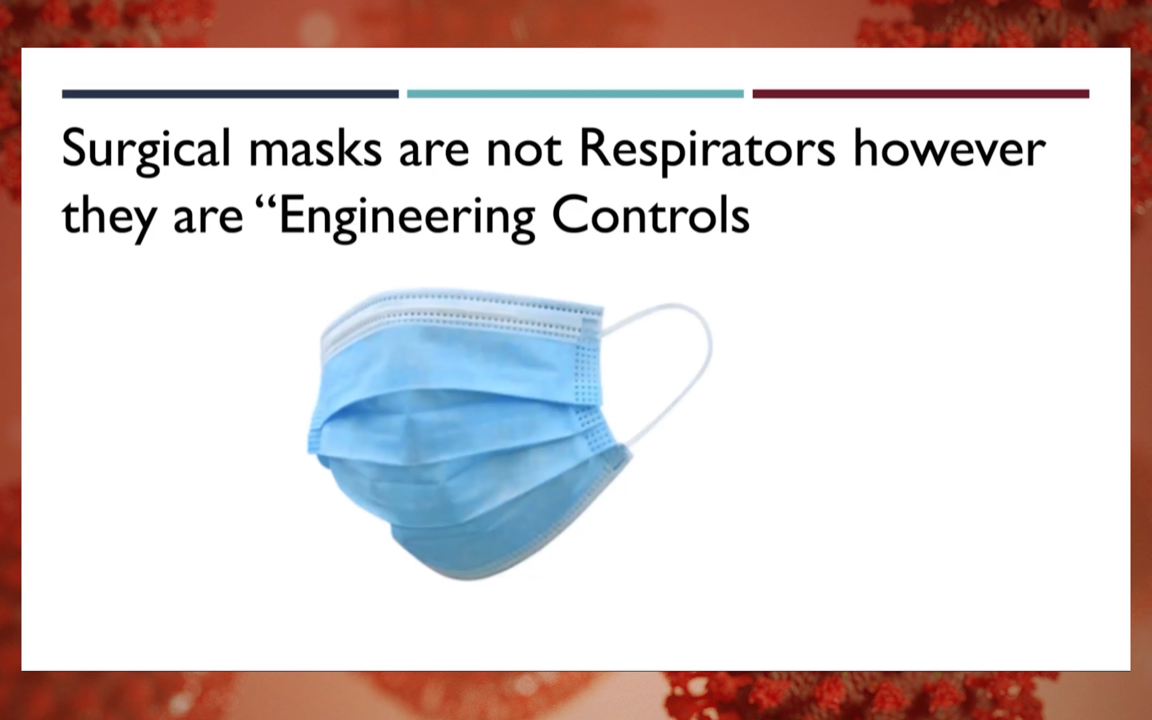 Surgical masks are not Respirators however
they are “Engineering Controls